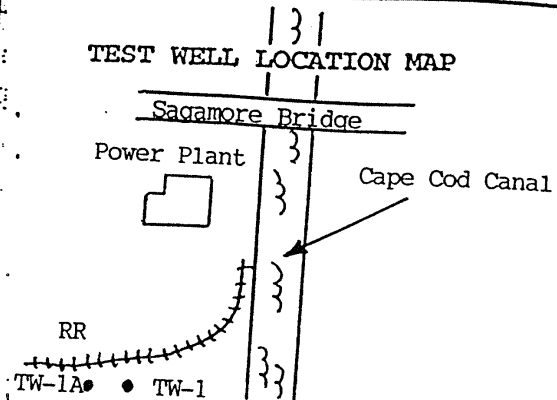 TEST WELL LOCATION MAP
Sagamore Bridge
Power Plant
Cape Cod Canal
RR
TW-1A
TW-1